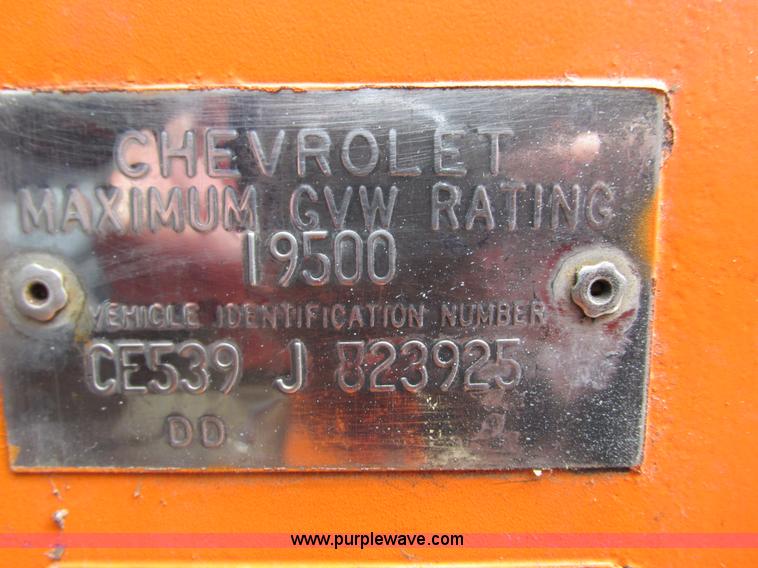 CHEVROLET
MAXIMUM GVW RATING
19500
VEHICLE IDENTIFICATION NUMBER
CE539 J 823925
DD
www.purplewave.com